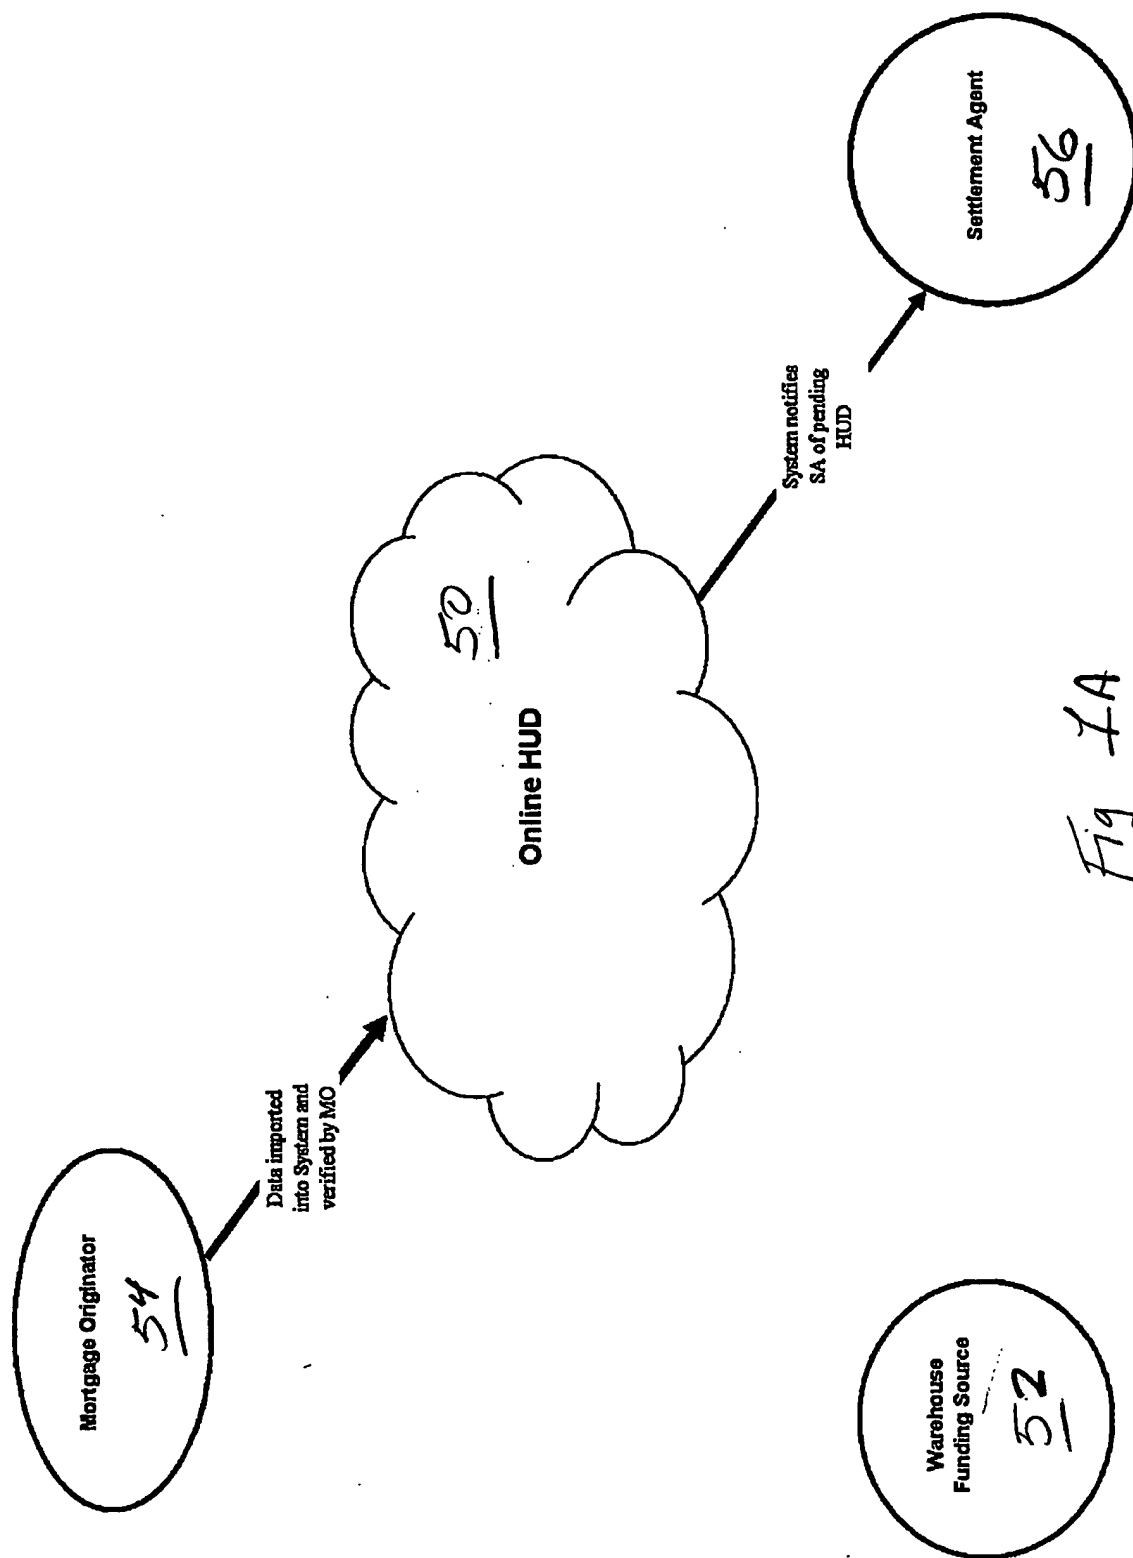 Mortgage Originator
54
Data imported
into System and
verified by MO
Online HUD
50
System notifies
SA of pending
HUD
Warehouse
Funding Source
52
Settlement Agent
56
Fig 1A